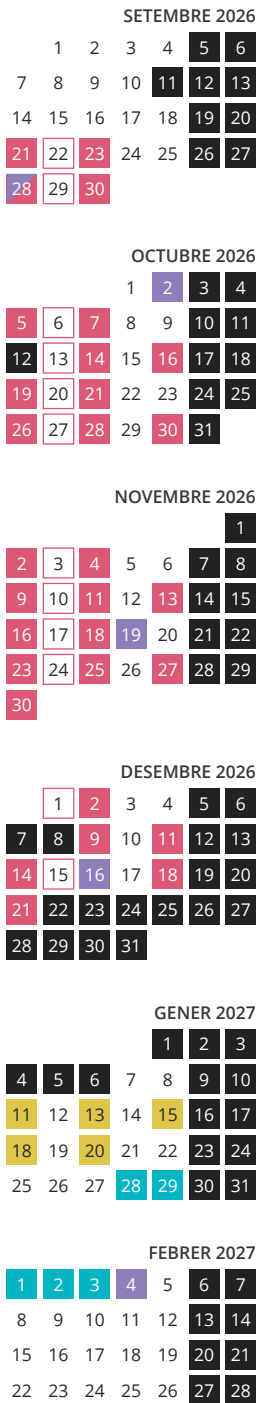 SETEMBRE 2026
1 2 3 4 5 6
7 8 9 10 11 12 13
14 15 16 17 18 19 20
21 22 23 24 25 26 27
28 29 30
OCTUBRE 2026
1 2 3 4
5 6 7 8 9 10 11
12 13 14 15 16 17 18
19 20 21 22 23 24 25
26 27 28 29 30 31
NOVEMBRE 2026
1
2 3 4 5 6 7 8
9 10 11 12 13 14 15
16 17 18 19 20 21 22
23 24 25 26 27 28 29
30
DESEMBRE 2026
1 2 3 4 5 6
7 8 9 10 11 12 13
14 15 16 17 18 19 20
21 22 23 24 25 26 27
28 29 30 31
GENER 2027
1 2 3
4 5 6 7 8 9 10
11 12 13 14 15 16 17
18 19 20 21 22 23 24
25 26 27 28 29 30 31
FEBRER 2027
1 2 3 4 5 6 7
8 9 10 11 12 13 14
15 16 17 18 19 20 21
22 23 24 25 26 27 28